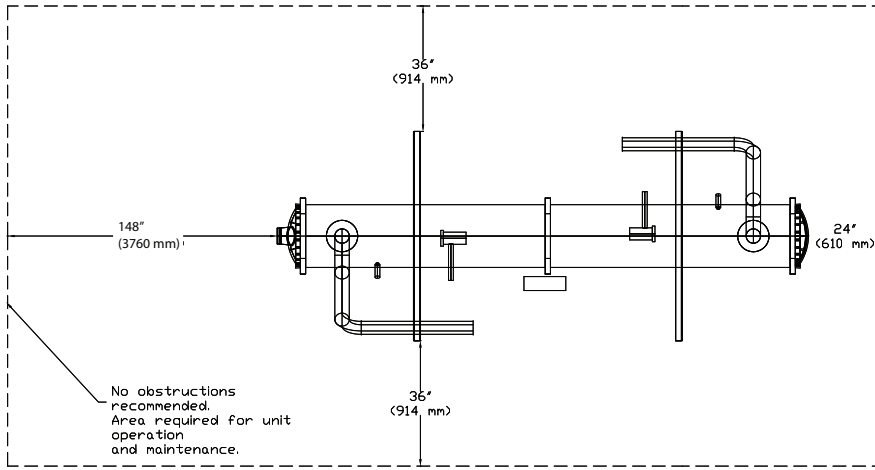 36"
(914 mm)
148"
(3760 mm)
24"
(610 mm)
36"
(914 mm)
No obstructions
recommended.
Area required for unit
operation
and maintenance.